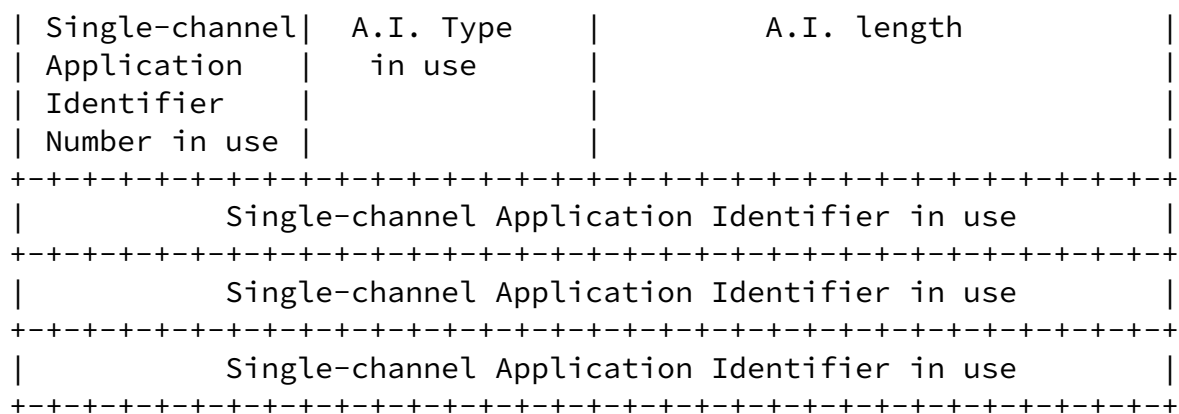 | Single-channel|  A.I. Type    |         A.I. length           |
| Application   |   in use      |                               |
| Identifier    |               |                               |
| Number in use |               |                               |
+-+-+-+-+-+-+-+-+-+-+-+-+-+-+-+-+-+-+-+-+-+-+-+-+-+-+-+-+-+-+-+-+
|           Single-channel Application Identifier in use        |
+-+-+-+-+-+-+-+-+-+-+-+-+-+-+-+-+-+-+-+-+-+-+-+-+-+-+-+-+-+-+-+-+
|           Single-channel Application Identifier in use        |
+-+-+-+-+-+-+-+-+-+-+-+-+-+-+-+-+-+-+-+-+-+-+-+-+-+-+-+-+-+-+-+-+
|           Single-channel Application Identifier in use        |
+-+-+-+-+-+-+-+-+-+-+-+-+-+-+-+-+-+-+-+-+-+-+-+-+-+-+-+-+-+-+-+-+